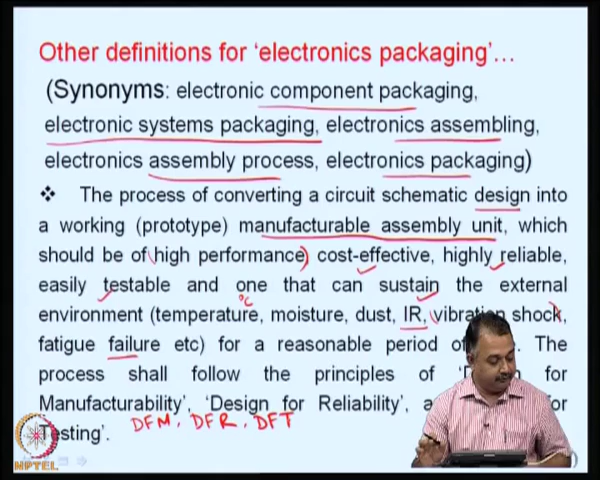 Other definitions for 'electronics packaging'...
(Synonyms: electronic component packaging,
electronic systems packaging, electronics assembling,
electronics assembly process, electronics packaging)
❖ The process of converting a circuit schematic design into
a working (prototype) manufacturable assembly unit, which
should be of (high performance) cost-effective, highly reliable,
easily testable and one that can sustain the external
°C
environment (temperature, moisture, dust, IR, vibration shock,
fatigue failure etc) for a reasonable period of The
process shall follow the principles of for
Manufacturability', 'Design for Reliability', for
Testing'.
DFM, DFR, DFT
NPTEL